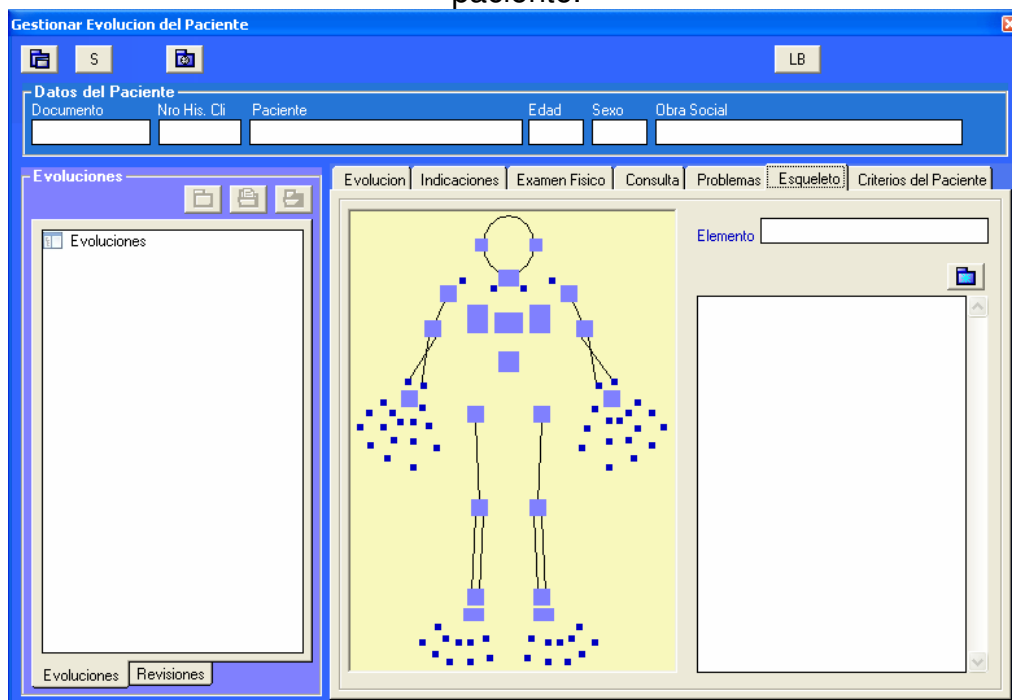 paciente.
Gestionar Evolucion del Paciente
S
LB
Datos del Paciente
Documento Nro His. Cli Paciente Edad Sexo Obra Social
Evoluciones
Evolucion Indicaciones Examen Fisico Consulta Problemas Esqueleto Criterios del Paciente
Evoluciones
Elemento
Evoluciones Revisiones